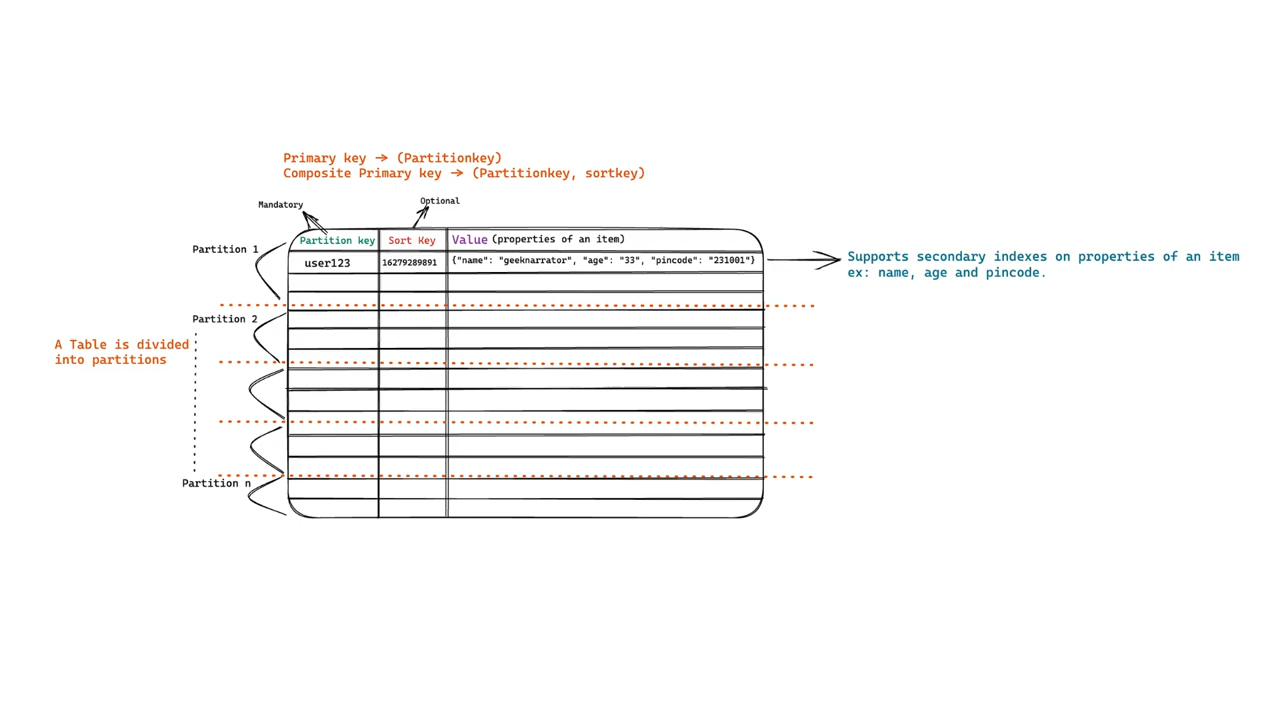 Primary key → (Partitionkey)
Composite Primary key → (Partitionkey, sortkey)
Mandatory
Optional
Partition key
Sort Key
Value (properties of an item)
Partition 1
user123
16279289891
{"name": "geeknarrator", "age": "33", "pincode": "231001"}
Supports secondary indexes on properties of an item
ex: name, age and pincode.
Partition 2
A Table is divided
into partitions
Partition n